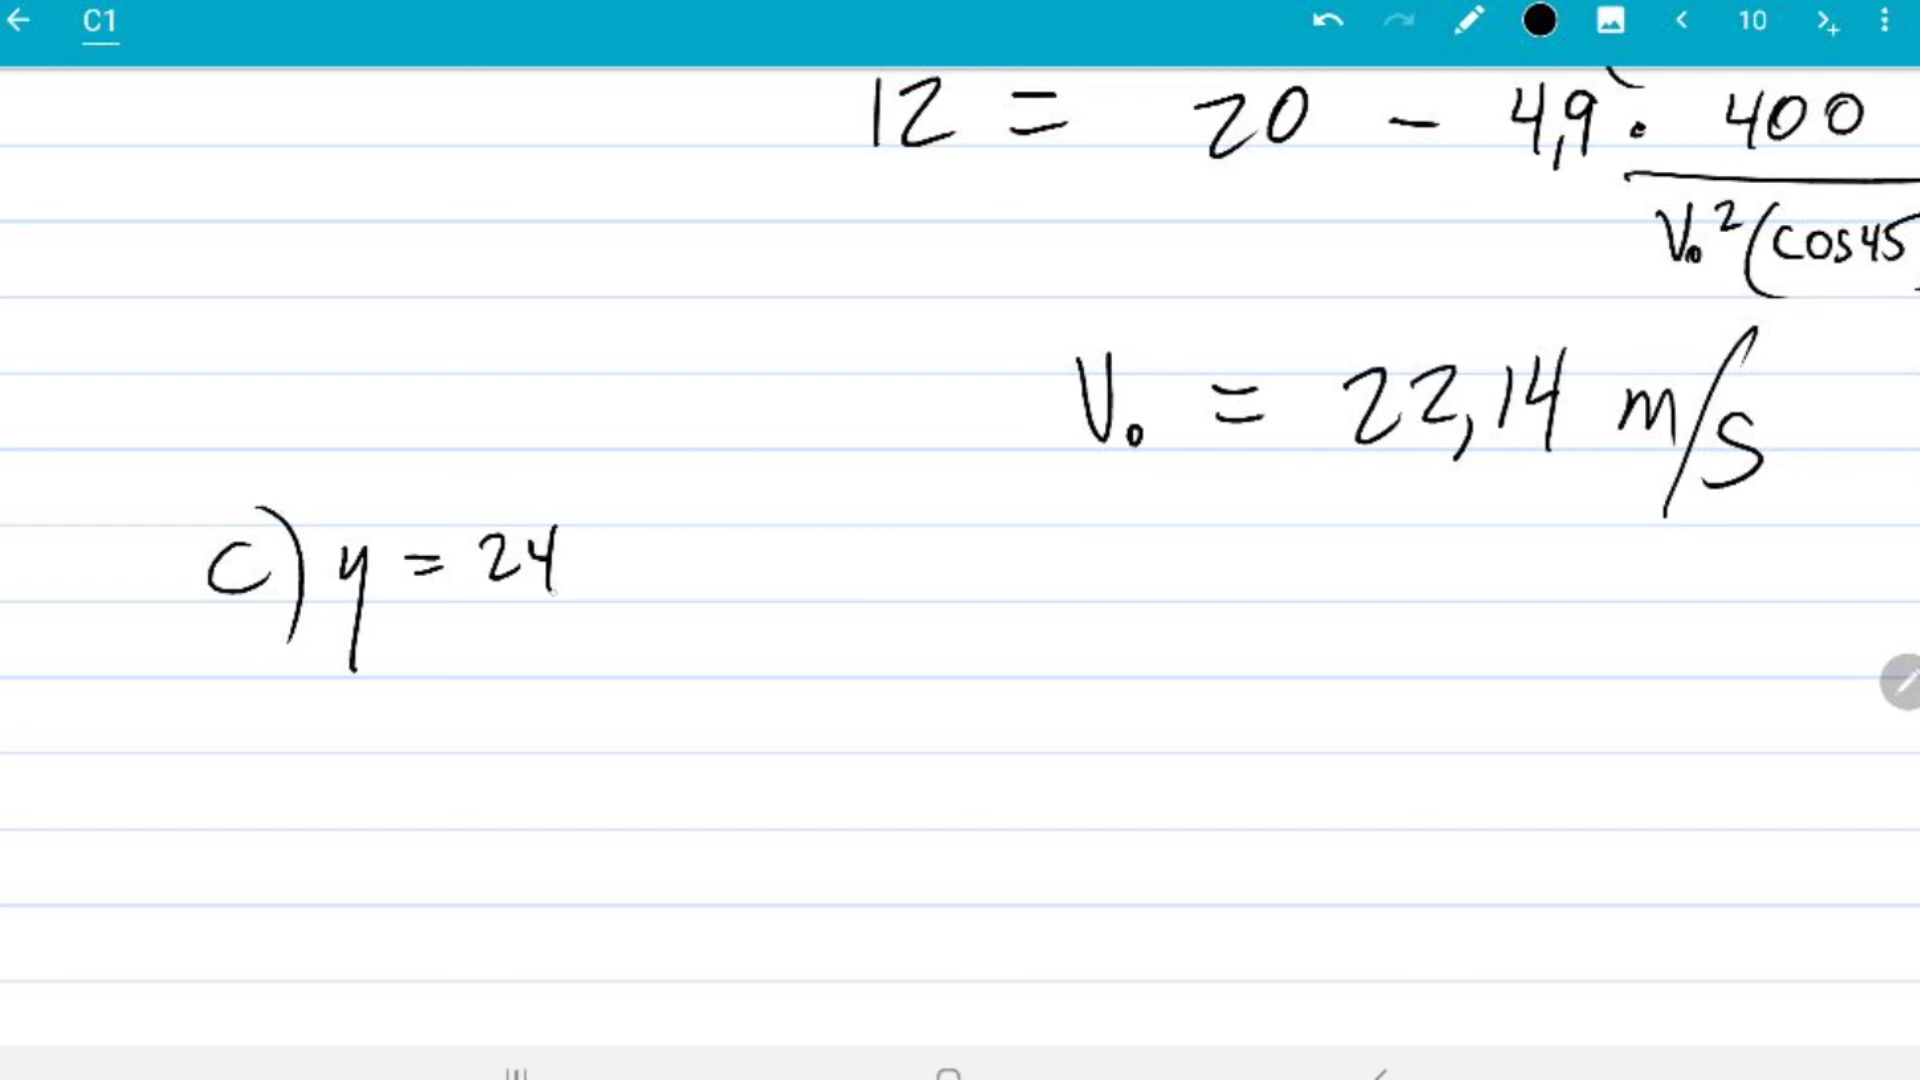 C1
10
12 = 20 - 4,9 · 400
V₀²(cos45
V₀ = 22,14 m/s
c) y = 24